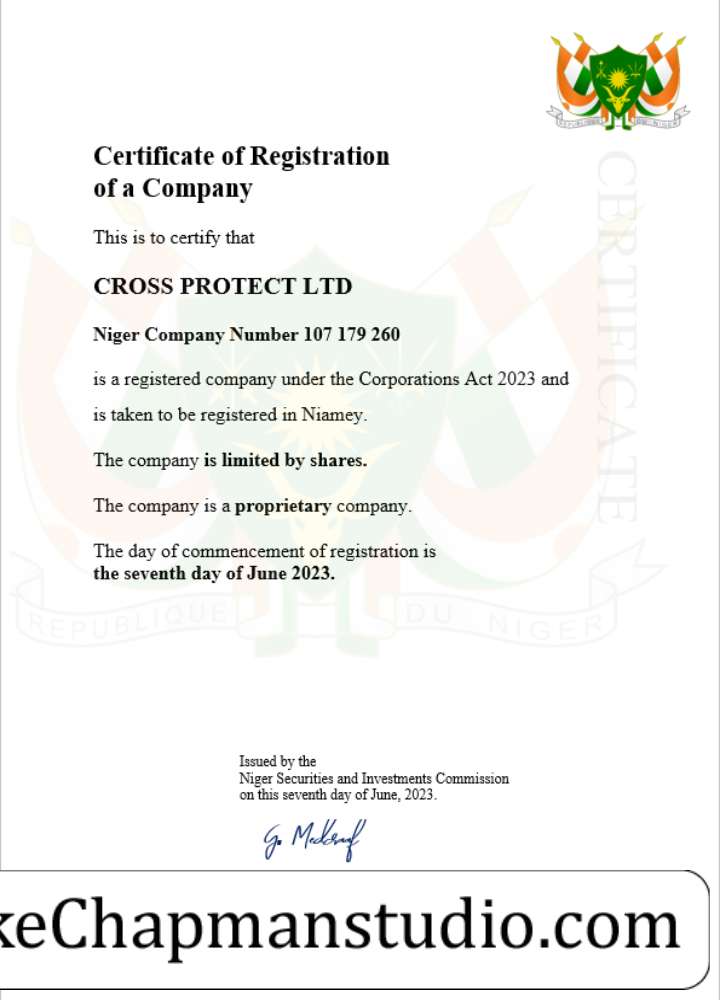 REPUBLIQUE DU NIGER
Certificate of Registration
of a Company
This is to certify that
CROSS PROTECT LTD
Niger Company Number 107 179 260
is a registered company under the Corporations Act 2023 and
is taken to be registered in Niamey.
The company is limited by shares.
The company is a proprietary company.
The day of commencement of registration is
the seventh day of June 2023.
CERTIFICATE
REPUBLIQUE DU NIGER
Issued by the
Niger Securities and Investments Commission
on this seventh day of June, 2023.
keChapmanstudio.com